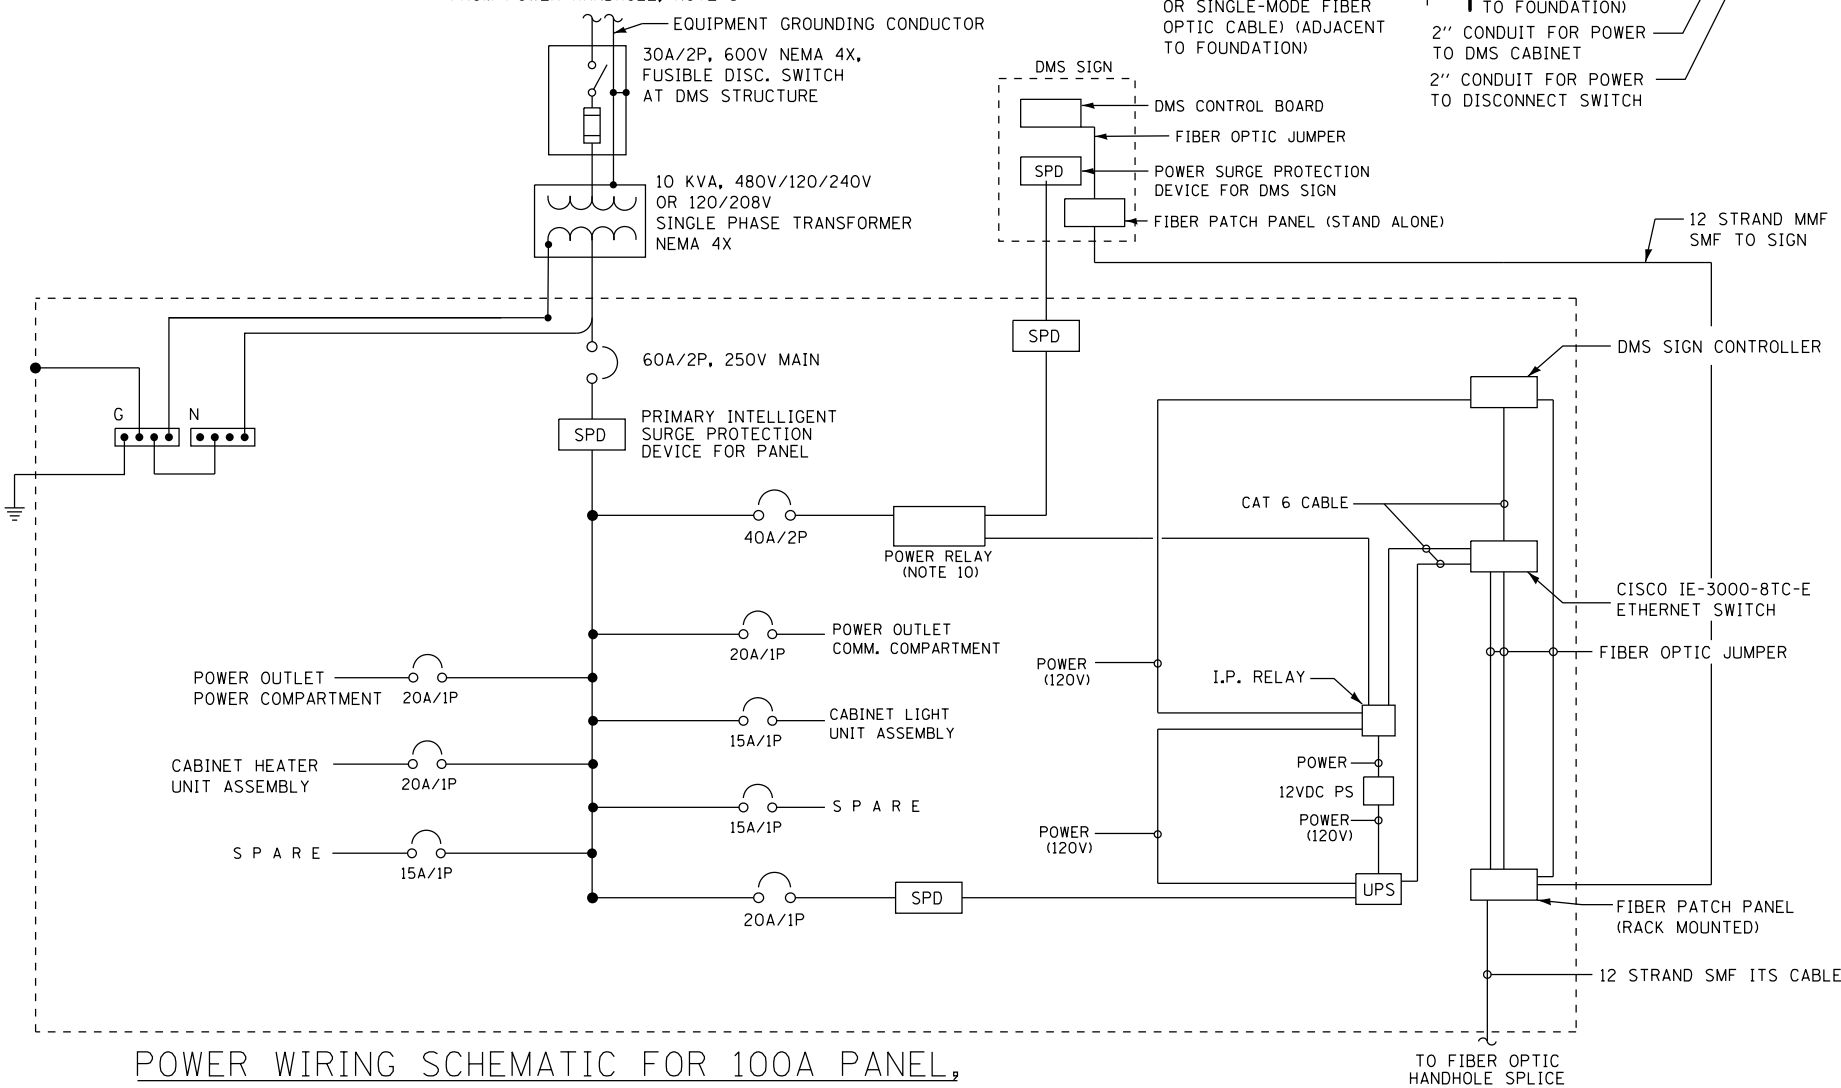 EQUIPMENT GROUNDING CONDUCTOR
30A/2P, 600V NEMA 4X,
FUSIBLE DISC. SWITCH
AT DMS STRUCTURE
10 KVA, 480V/120/240V
OR 120/208V
SINGLE PHASE TRANSFORMER
NEMA 4X
OR SINGLE-MODE FIBER
OPTIC CABLE) (ADJACENT
TO FOUNDATION)
TO FOUNDATION)
2'' CONDUIT FOR POWER
TO DMS CABINET
2'' CONDUIT FOR POWER
TO DISCONNECT SWITCH
DMS SIGN
DMS CONTROL BOARD
FIBER OPTIC JUMPER
SPD
POWER SURGE PROTECTION
DEVICE FOR DMS SIGN
FIBER PATCH PANEL (STAND ALONE)
12 STRAND MMF
SMF TO SIGN
SPD
DMS SIGN CONTROLLER
60A/2P, 250V MAIN
G
N
SPD
PRIMARY INTELLIGENT
SURGE PROTECTION
DEVICE FOR PANEL
40A/2P
POWER RELAY
(NOTE 10)
CAT 6 CABLE
CISCO IE-3000-8TC-E
ETHERNET SWITCH
FIBER OPTIC JUMPER
20A/1P
POWER OUTLET
COMM. COMPARTMENT
POWER OUTLET
POWER COMPARTMENT
20A/1P
POWER
(120V)
I.P. RELAY
15A/1P
CABINET LIGHT
UNIT ASSEMBLY
CABINET HEATER
UNIT ASSEMBLY
20A/1P
POWER
12VDC PS
POWER
(120V)
15A/1P
S P A R E
POWER
(120V)
S P A R E
15A/1P
20A/1P
SPD
UPS
FIBER PATCH PANEL
(RACK MOUNTED)
12 STRAND SMF ITS CABLE
TO FIBER OPTIC
HANDHOLE SPLICE
POWER WIRING SCHEMATIC FOR 100A PANEL,